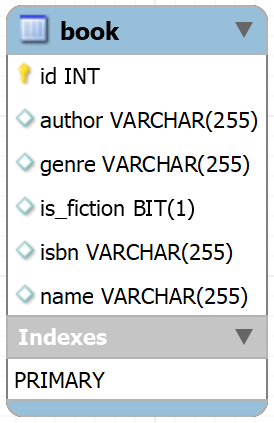 book
id INT
author VARCHAR(255)
genre VARCHAR(255)
is_fiction BIT(1)
isbn VARCHAR(255)
name VARCHAR(255)
Indexes
PRIMARY